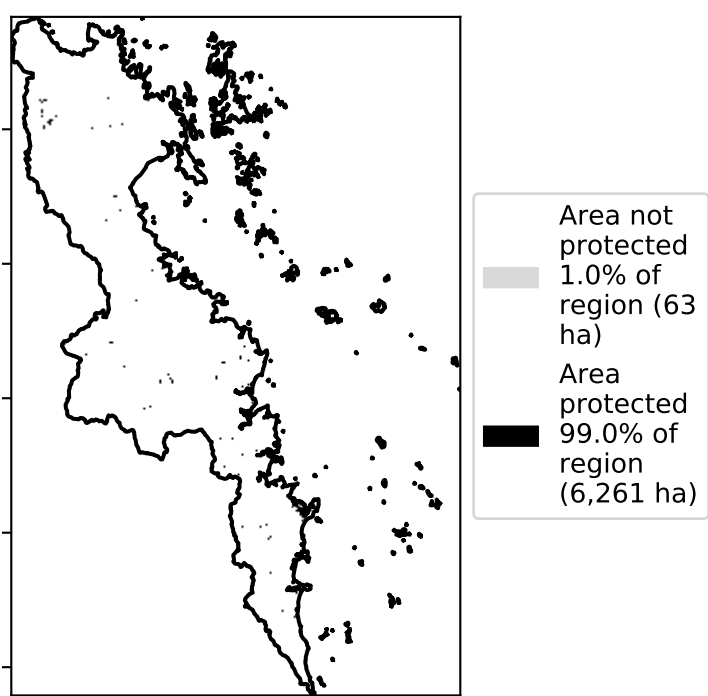 Area not
protected
1.0% of
region (63
ha)
Area
protected
99.0% of
region
(6,261 ha)